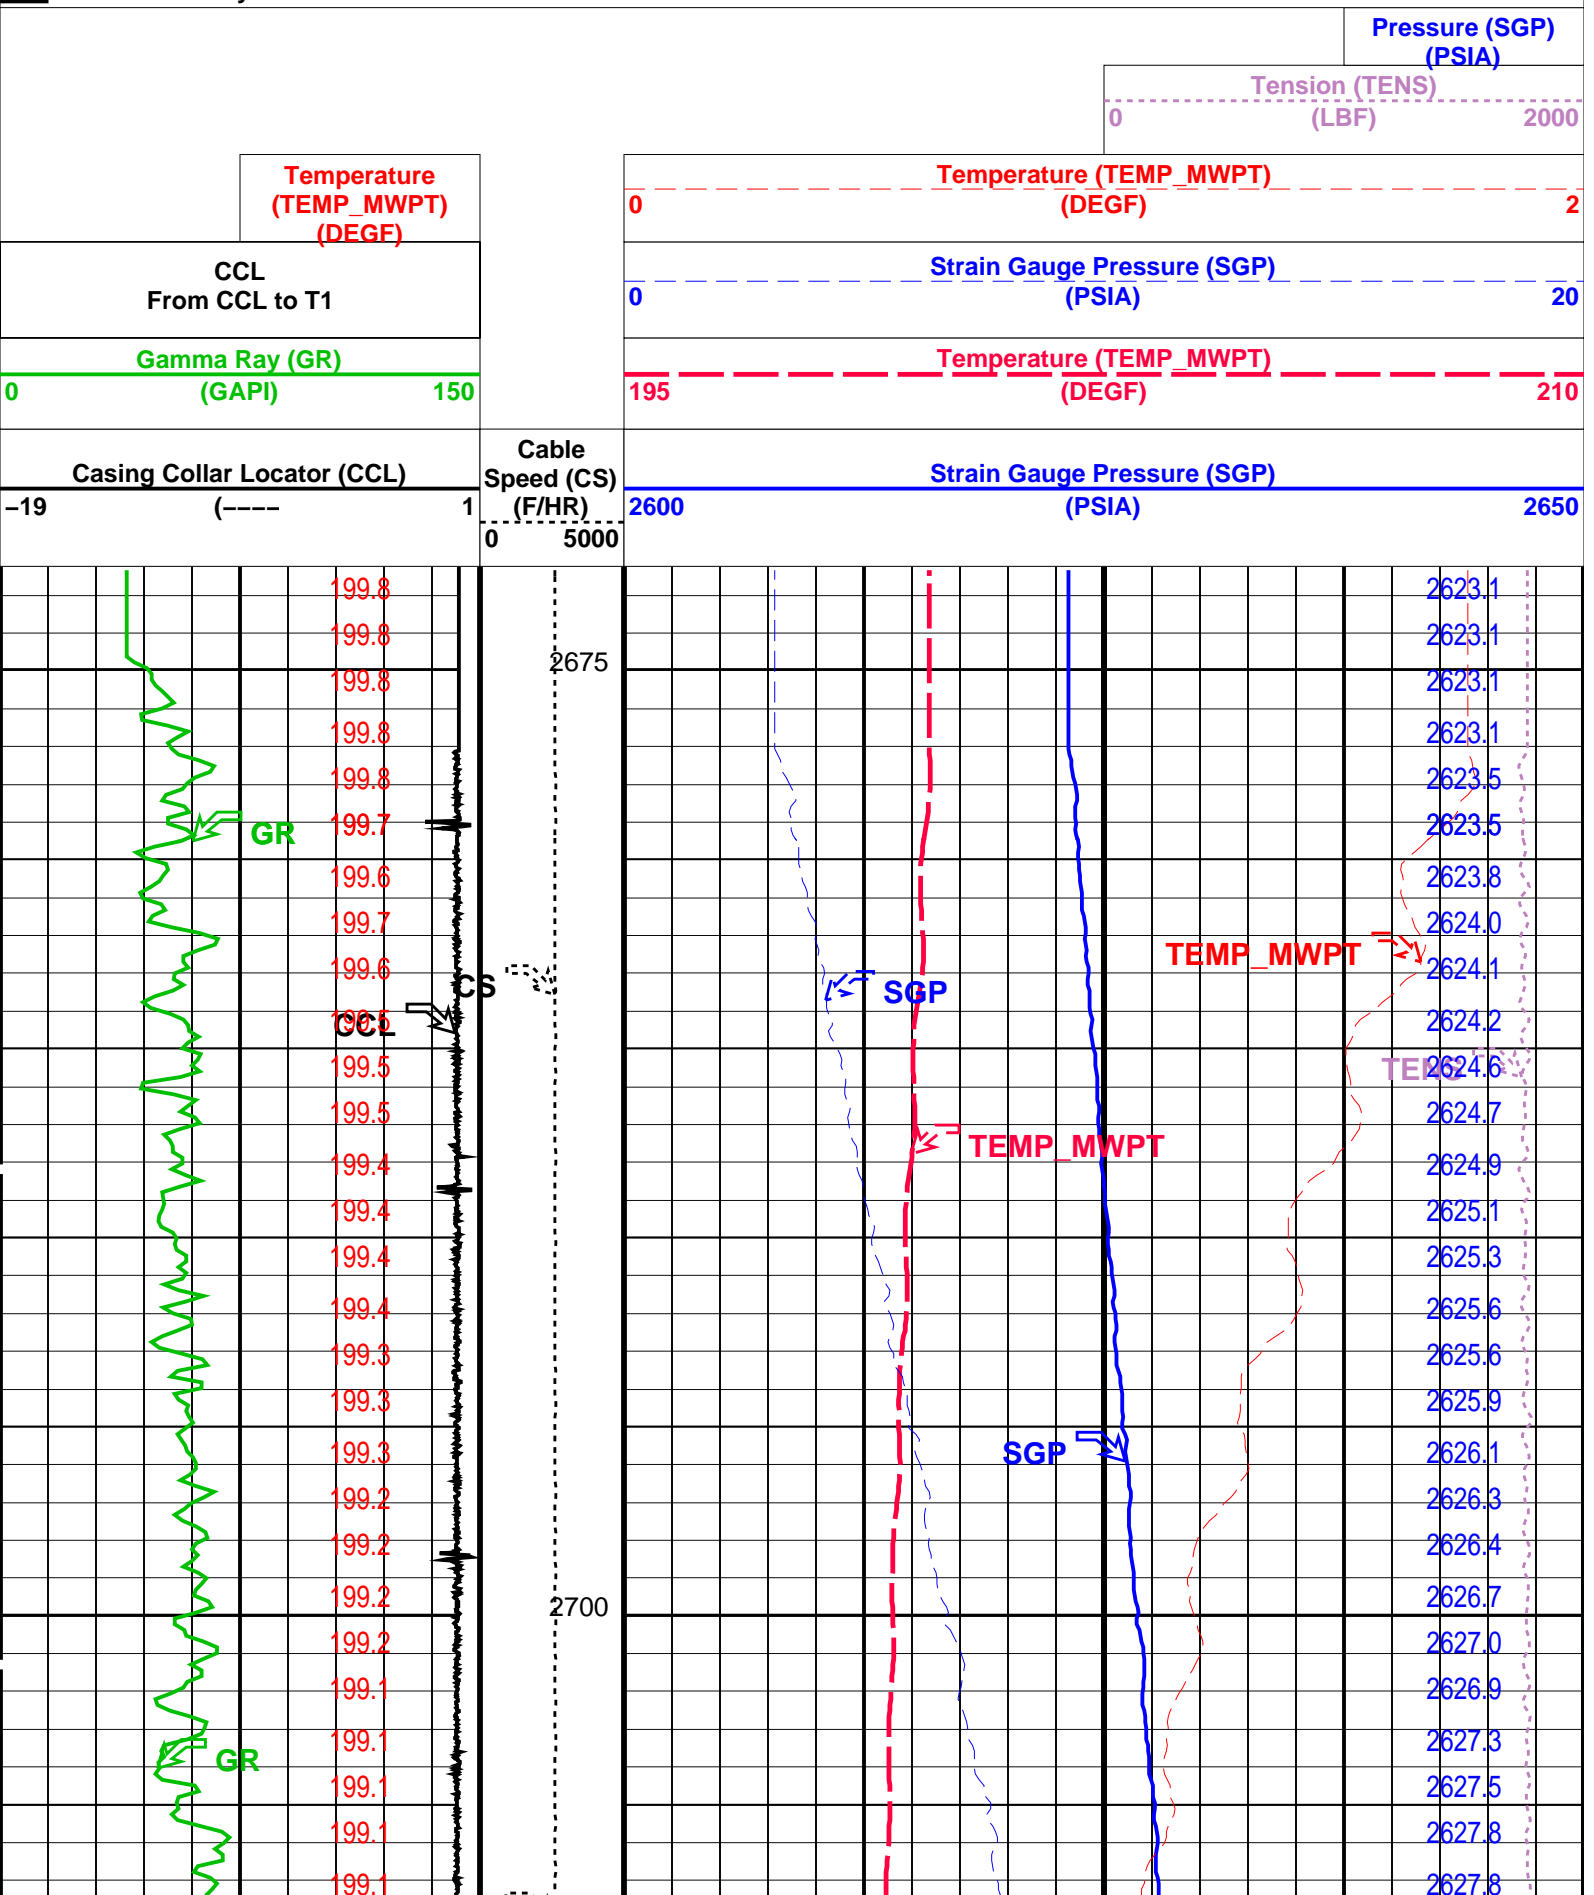 Pressure (SGP)
(PSIA)
Tension (TENS)
0 (LBF) 2000
Temperature
(TEMP_MWPT)
(DEGF)
Temperature (TEMP_MWPT)
0 (DEGF) 2
CCL
From CCL to T1
Strain Gauge Pressure (SGP)
0 (PSIA) 20
Gamma Ray (GR)
0 (GAPI) 150
Temperature (TEMP_MWPT)
195 (DEGF) 210
Casing Collar Locator (CCL)
−19 (−−−− 1
Cable
Speed (CS)
(F/HR)
0 5000
Strain Gauge Pressure (SGP)
2600 (PSIA) 2650
199.8 2623.1
199.8 2623.1
2675
199.8 2623.1
199.8 2623.1
199.8 2623.5
199.7 2623.5
GR
199.6 2623.8
199.7 2624.0
TEMP_MWPT
199.6 2624.1
CS
SGP
199.5 2624.2
CCL
199.5 2624.6
TENS
199.5 2624.7
TEMP_MWPT
199.4 2624.9
199.4 2625.1
199.4 2625.3
199.4 2625.6
199.3 2625.6
199.3 2625.9
199.3 SGP 2626.1
199.2 2626.3
199.2 2626.4
199.2 2700 2626.7
199.2 2627.0
199.1 2626.9
199.1 2627.3
GR
199.1 2627.5
199.1 2627.8
199.1 2627.8